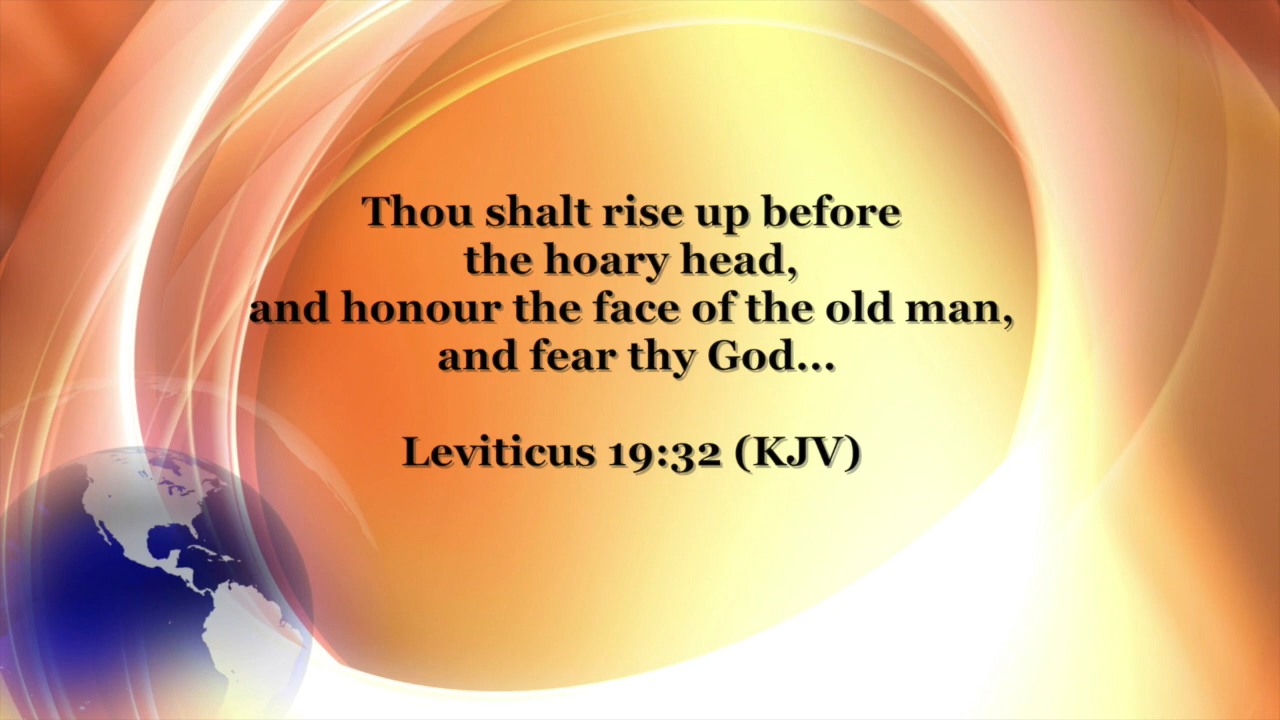 Thou shalt rise up before
the hoary head,
and honour the face of the old man,
and fear thy God...
Leviticus 19:32 (KJV)